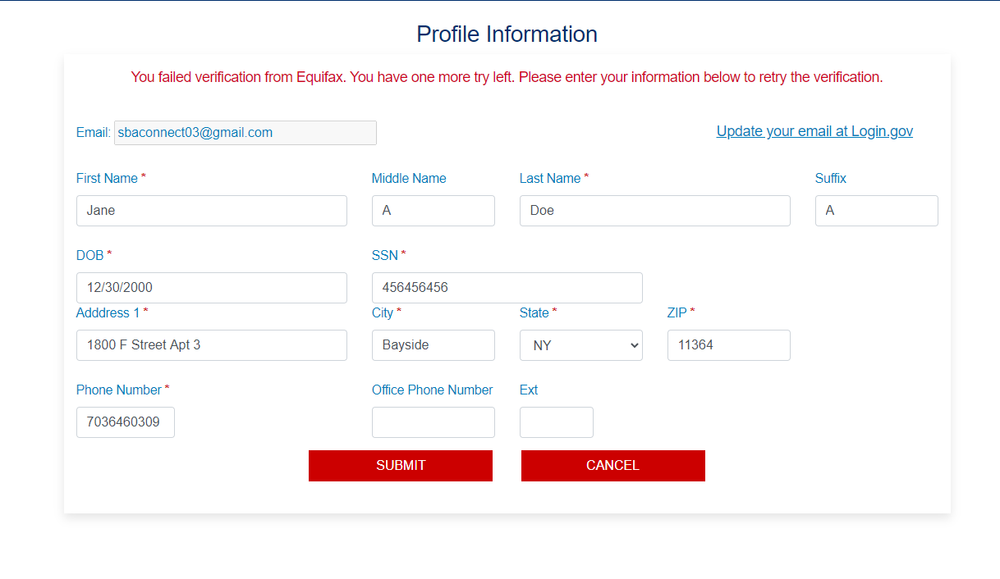 Profile Information
You failed verification from Equifax. You have one more try left. Please enter your information below to retry the verification.
Email: sbaconnect03@gmail.com Update your email at Login.gov
First Name * Middle Name Last Name * Suffix
Jane A Doe A
DOB * SSN *
12/30/2000 456456456
Adddress 1 * City * State * ZIP *
1800 F Street Apt 3 Bayside NY 11364
Phone Number * Office Phone Number Ext
7036460309
SUBMIT CANCEL